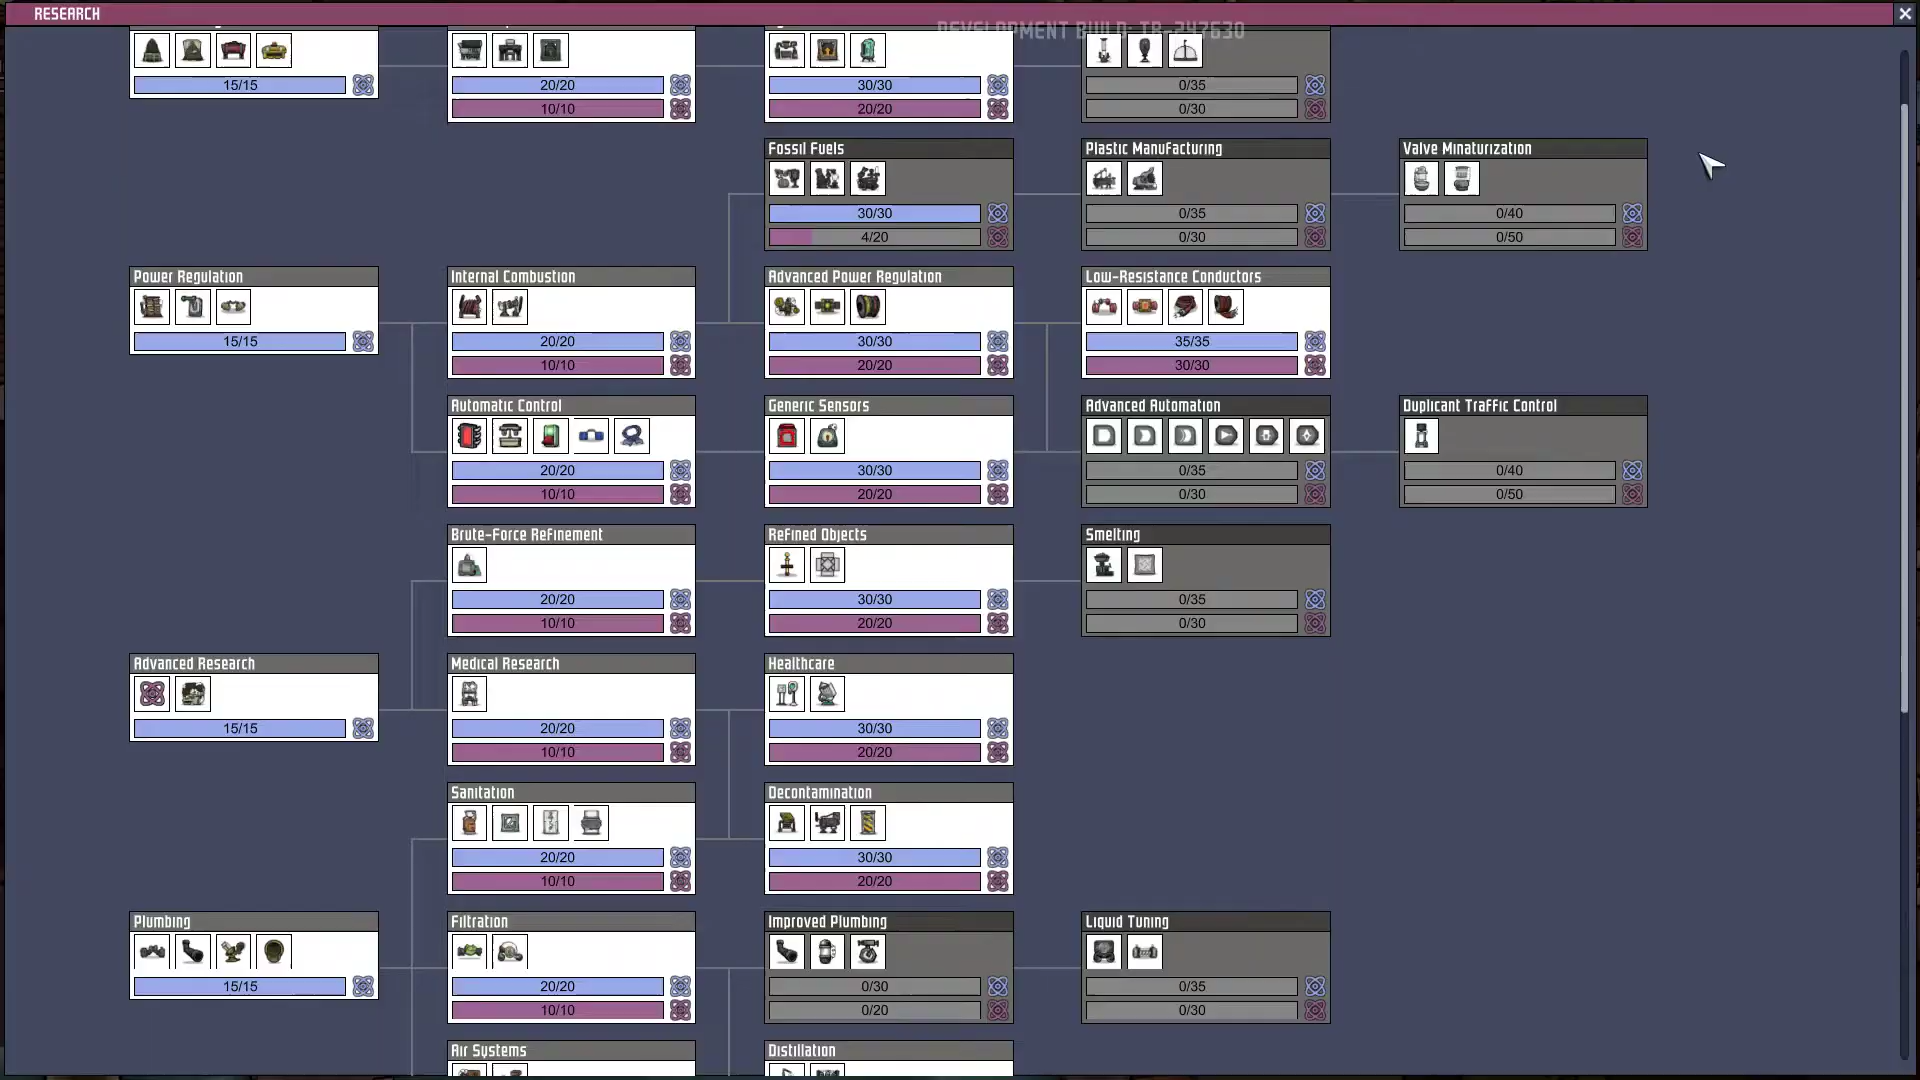 RESEARCH
DEVELOPMENT BUILD: TR-247630
15/15
20/20
30/30
0/35
10/10
20/20
0/30
Fossil Fuels
Plastic Manufacturing
Valve Minaturization
30/30
0/35
0/40
4/20
0/30
0/50
Power Regulation
Internal Combustion
Advanced Power Regulation
Low-Resistance Conductors
15/15
20/20
30/30
35/35
10/10
20/20
30/30
Automatic Control
Generic Sensors
Advanced Automation
Duplicant Traffic Control
20/20
30/30
0/35
0/40
10/10
20/20
0/30
0/50
Brute-Force Refinement
Refined Objects
Smelting
20/20
30/30
0/35
10/10
20/20
0/30
Advanced Research
Medical Research
Healthcare
15/15
20/20
30/30
10/10
20/20
Sanitation
Decontamination
20/20
30/30
10/10
20/20
Plumbing
Filtration
Improved Plumbing
Liquid Tuning
15/15
20/20
0/30
0/35
10/10
0/20
0/30
Air Systems
Distillation